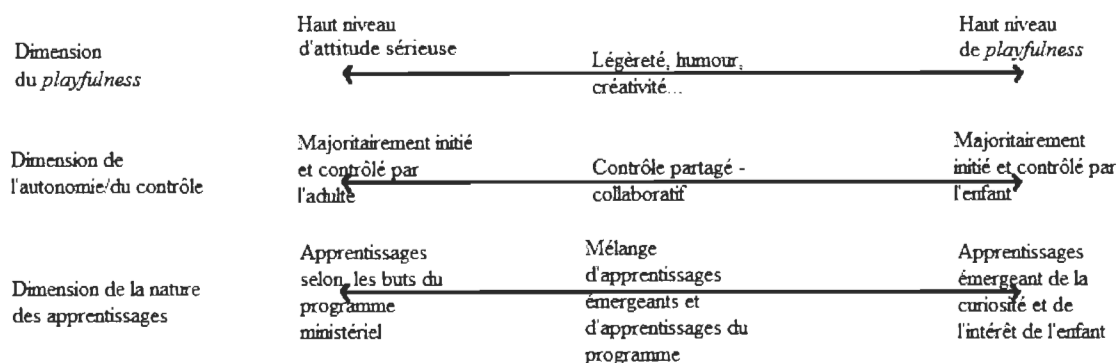 Dimension
du playfulness
Haut niveau
d'attitude sérieuse
Légèreté, humour,
créativité...
Haut niveau
de playfulness
Dimension de
l'autonomie/du contrôle
Majoritairement initié
et contrôlé par
l'adulte
Contrôle partagé -
collaboratif
Majoritairement
initié et contrôlé par
l'enfant
Dimension de la nature
des apprentissages
Apprentissages
selon les buts du
programme
ministériel
Mélange
d'apprentissages
émergeants et
d'apprentissages du
programme
Apprentissages
émergeant de la
curiosité et de
l'intérêt de l'enfant